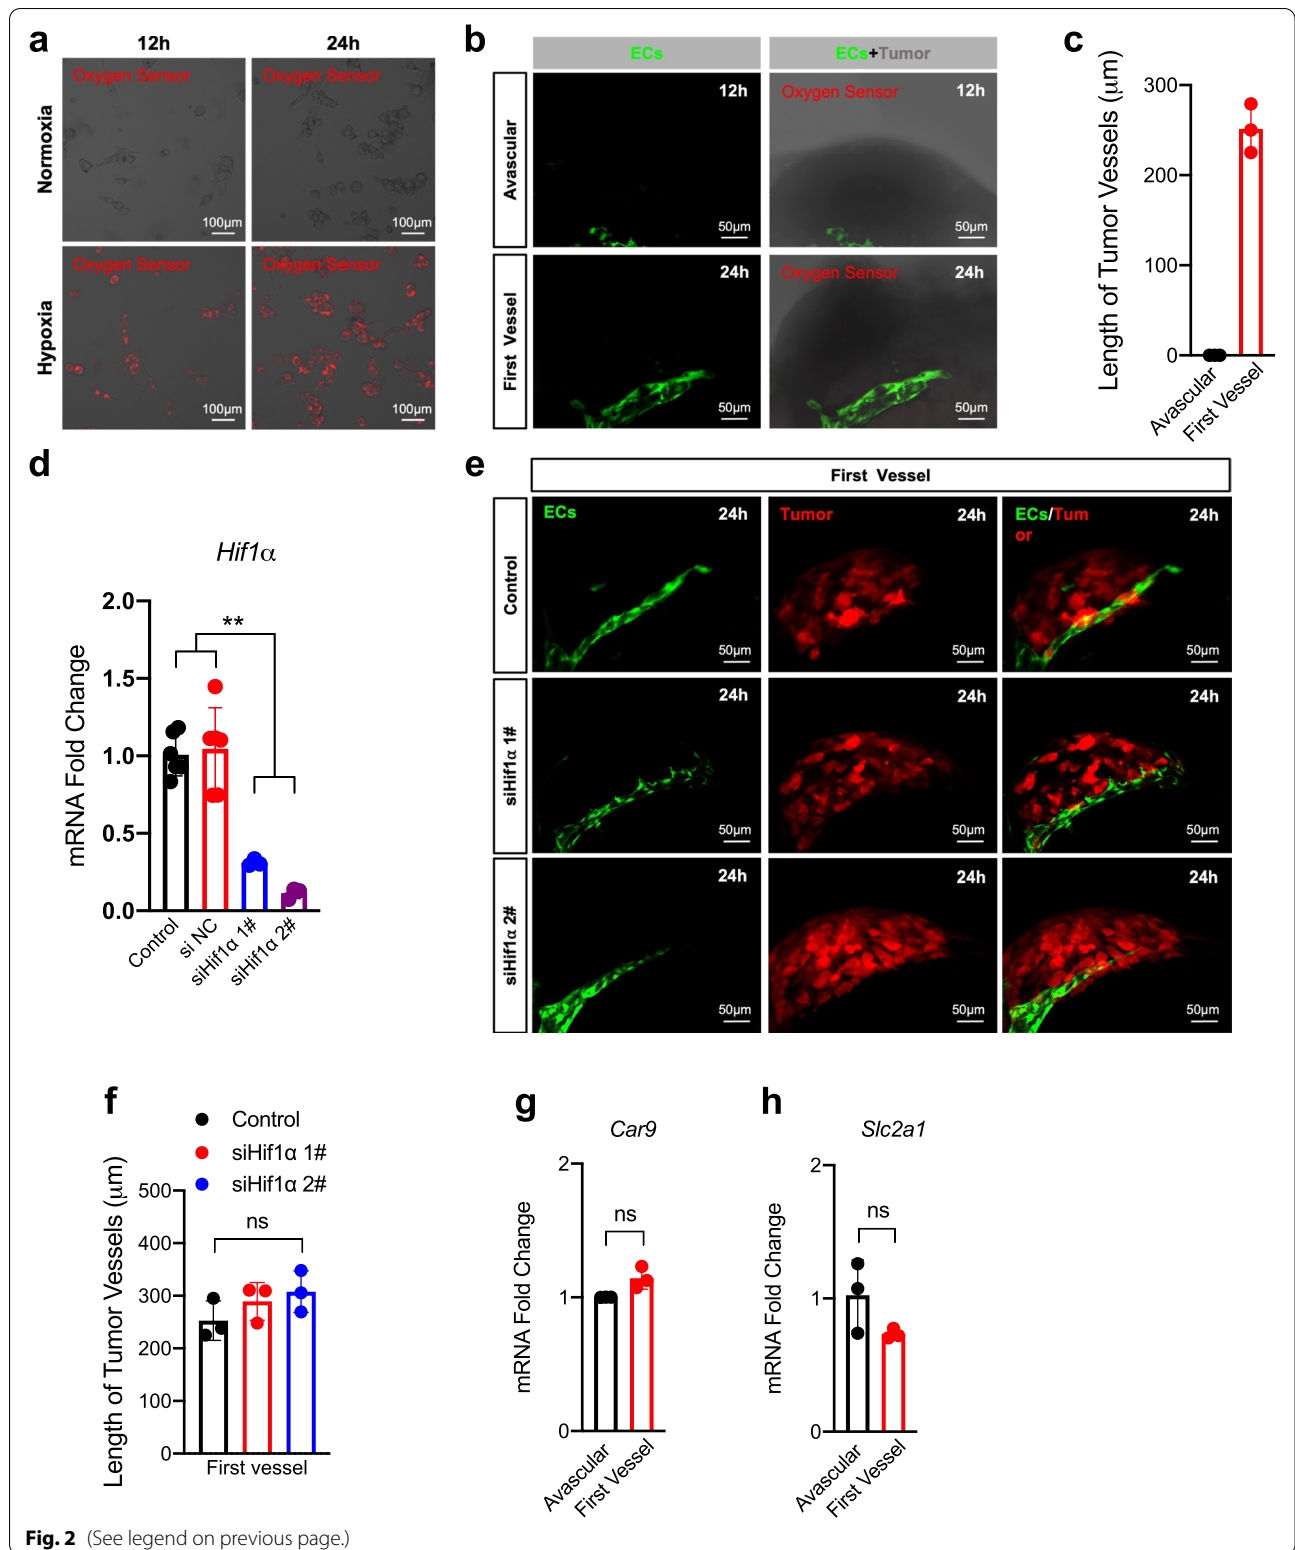 a
12h
24h
Normoxia
Oxygen Sensor
100μm
Oxygen Sensor
100μm
Hypoxia
Oxygen Sensor
100μm
Oxygen Sensor
100μm
b
ECs
ECs+Tumor
Avascular
12h
50μm
Oxygen Sensor
12h
50μm
First Vessel
24h
50μm
Oxygen Sensor
24h
50μm
c
Length of Tumor Vessels (μm)
300
200
100
0
Avascular
First Vessel
d
Hif1α
mRNA Fold Change
2.0
1.5
1.0
0.5
0.0
**
Control
si NC
siHif1α 1#
siHif1α 2#
e
First Vessel
Control
ECs
24h
50μm
Tumor
24h
50μm
ECs/Tum
or
24h
50μm
siHif1α 1#
24h
50μm
24h
50μm
24h
50μm
siHif1α 2#
24h
50μm
24h
50μm
24h
50μm
f
Control
siHif1α 1#
siHif1α 2#
Length of Tumor Vessels (μm)
500
400
300
200
100
0
ns
First vessel
g
Car9
mRNA Fold Change
2
1
0
ns
Avascular
First Vessel
h
Slc2a1
mRNA Fold Change
2
1
0
ns
Avascular
First Vessel
Fig. 2 (See legend on previous page.)